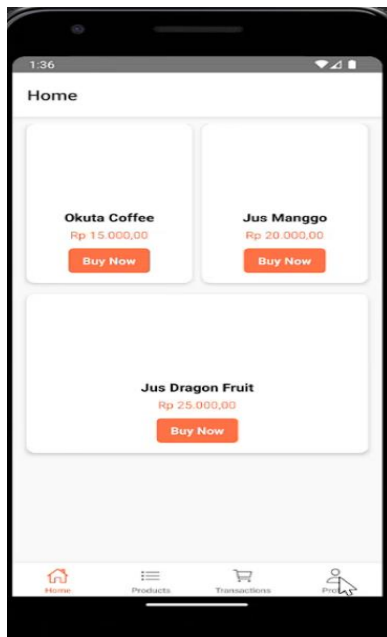 1:36
Home
Okuta Coffee
Rp 15.000,00
Buy Now
Jus Manggo
Rp 20.000,00
Buy Now
Jus Dragon Fruit
Rp 25.000,00
Buy Now
Home Products Transactions